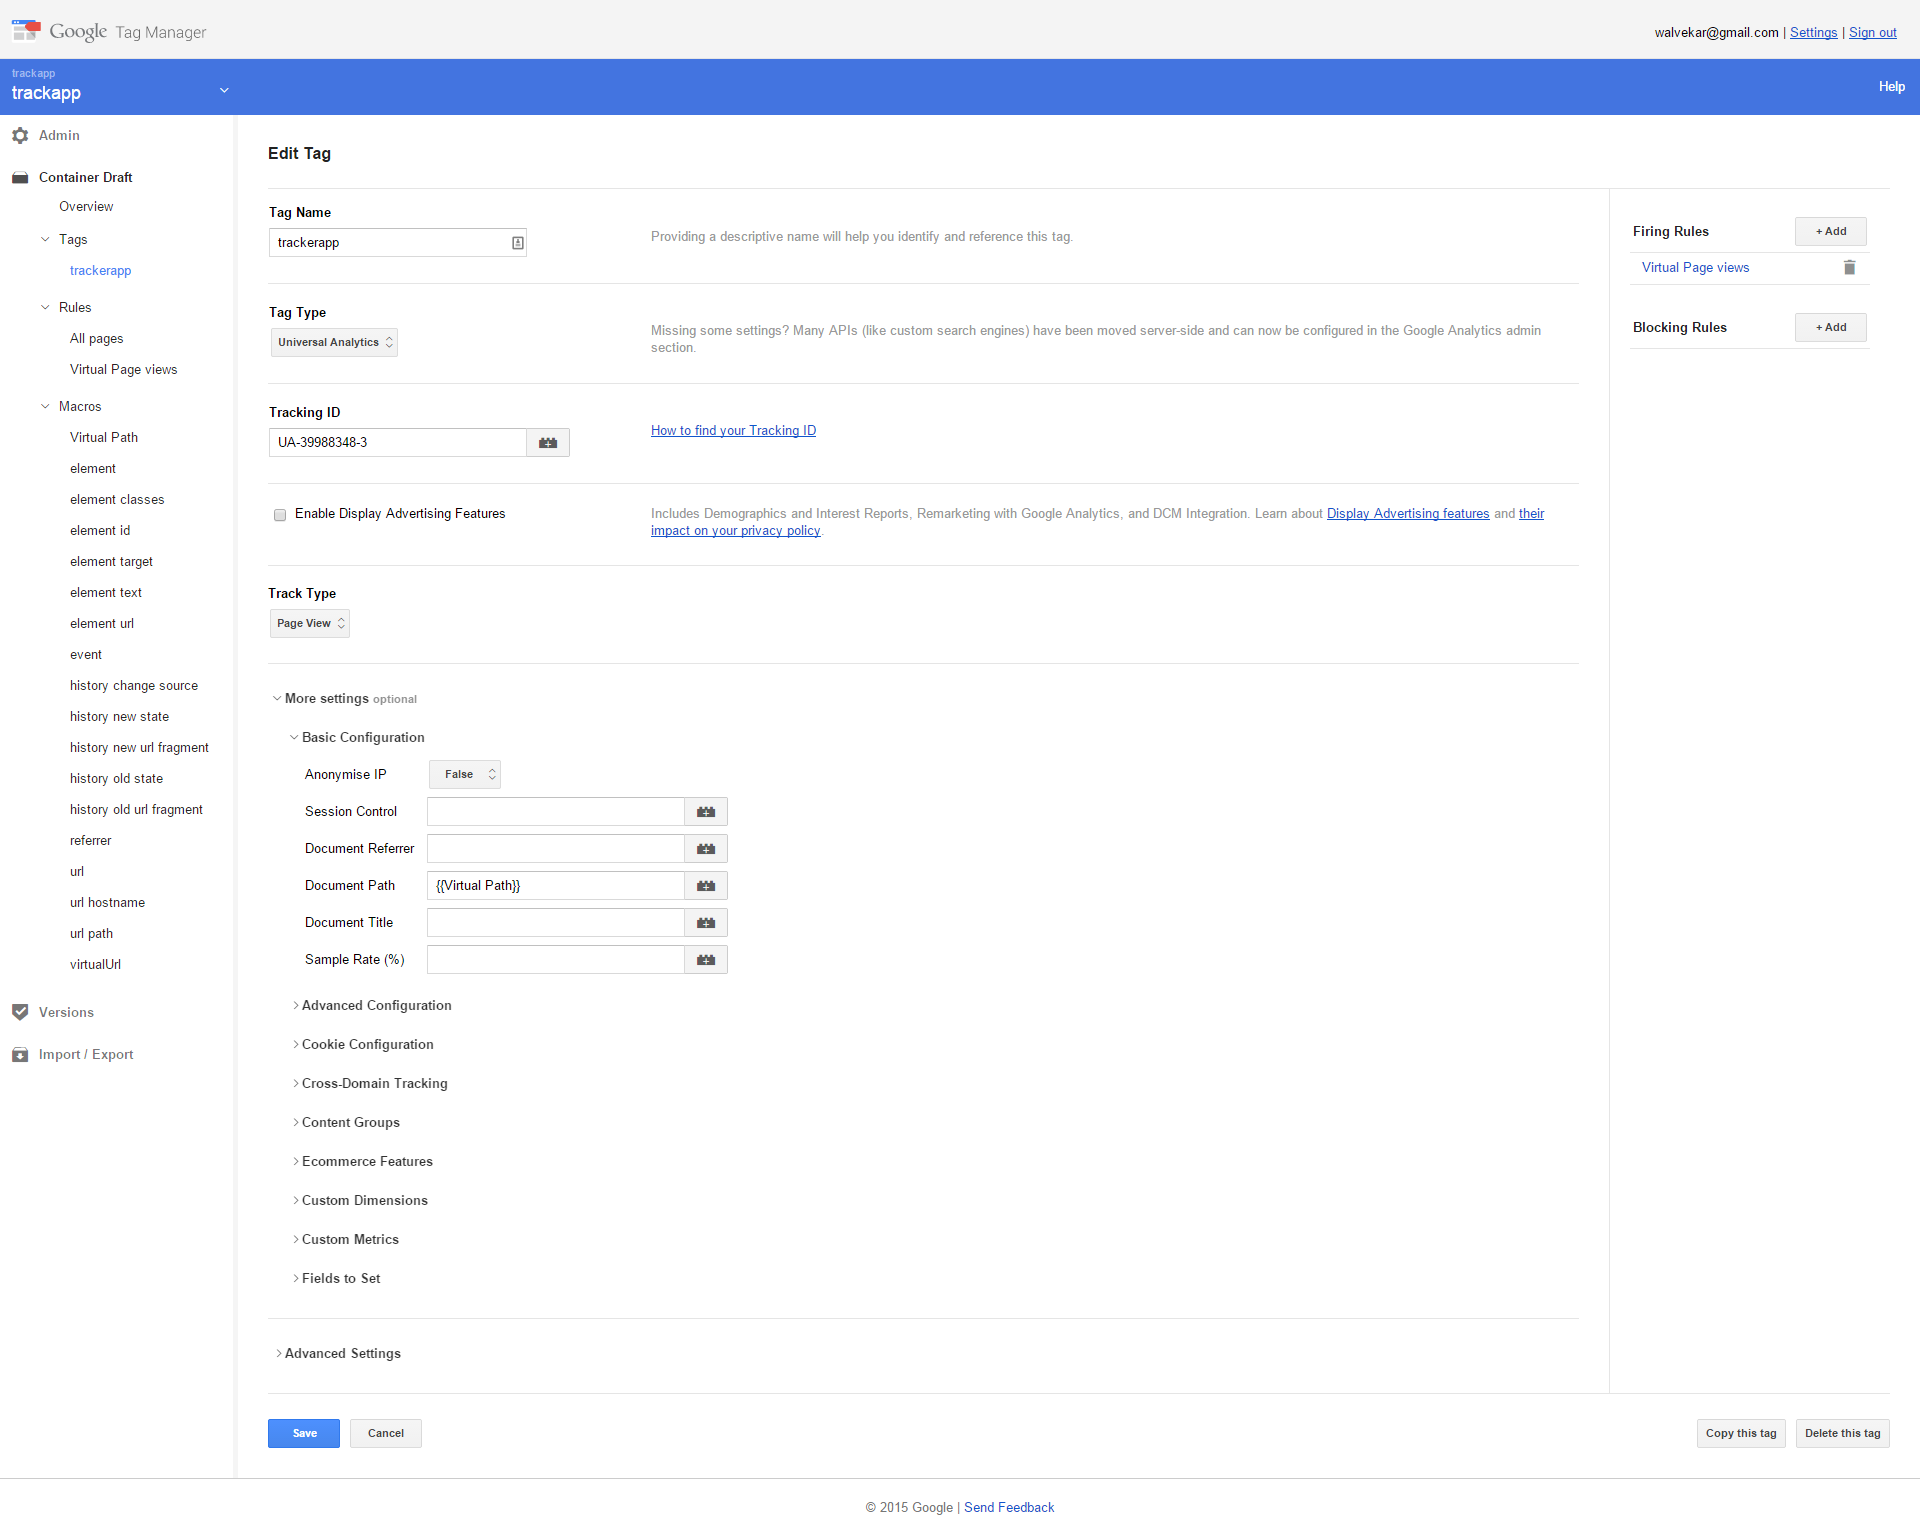 Google Tag Manager
walvekar@gmail.com | Settings | Sign out
trackapp
trackapp
Help
Admin
Container Draft
Overview
Tags
trackerapp
Rules
All pages
Virtual Page views
Macros
Virtual Path
element
element classes
element id
element target
element text
element url
event
history change source
history new state
history new url fragment
history old state
history old url fragment
referrer
url
url hostname
url path
virtualUrl
Versions
Import / Export
Edit Tag
Tag Name
trackerapp
Providing a descriptive name will help you identify and reference this tag.
Tag Type
Universal Analytics
Missing some settings? Many APIs (like custom search engines) have been moved server-side and can now be configured in the Google Analytics admin
section.
Tracking ID
UA-39988348-3
How to find your Tracking ID
Enable Display Advertising Features
Includes Demographics and Interest Reports, Remarketing with Google Analytics, and DCM Integration. Learn about Display Advertising features and their
impact on your privacy policy.
Track Type
Page View
More settings optional
Basic Configuration
Anonymise IP
False
Session Control
Document Referrer
Document Path
{{Virtual Path}}
Document Title
Sample Rate (%)
Advanced Configuration
Cookie Configuration
Cross-Domain Tracking
Content Groups
Ecommerce Features
Custom Dimensions
Custom Metrics
Fields to Set
Advanced Settings
Save
Cancel
Firing Rules
+ Add
Virtual Page views
Blocking Rules
+ Add
Copy this tag
Delete this tag
© 2015 Google | Send Feedback